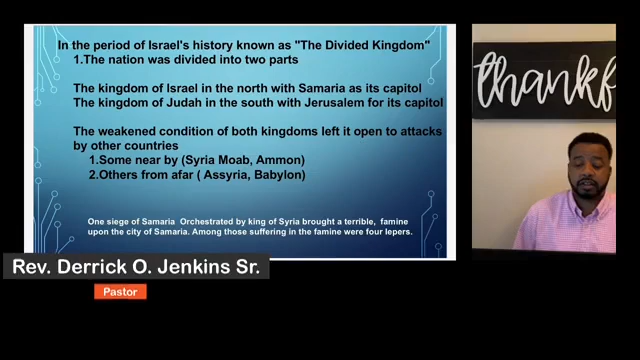 In the period of Israel's history known as "The Divided Kingdom"
1.The nation was divided into two parts
The kingdom of Israel in the north with Samaria as its capitol
The kingdom of Judah in the south with Jerusalem for its capitol
The weakened condition of both kingdoms left it open to attacks
by other countries
1.Some near by (Syria Moab, Ammon)
2.Others from afar ( Assyria, Babylon)
One siege of Samaria Orchestrated by king of Syria brought a terrible, famine
upon the city of Samaria. Among those suffering in the famine were four lepers.
thankf
Rev. Derrick O. Jenkins Sr.
Pastor